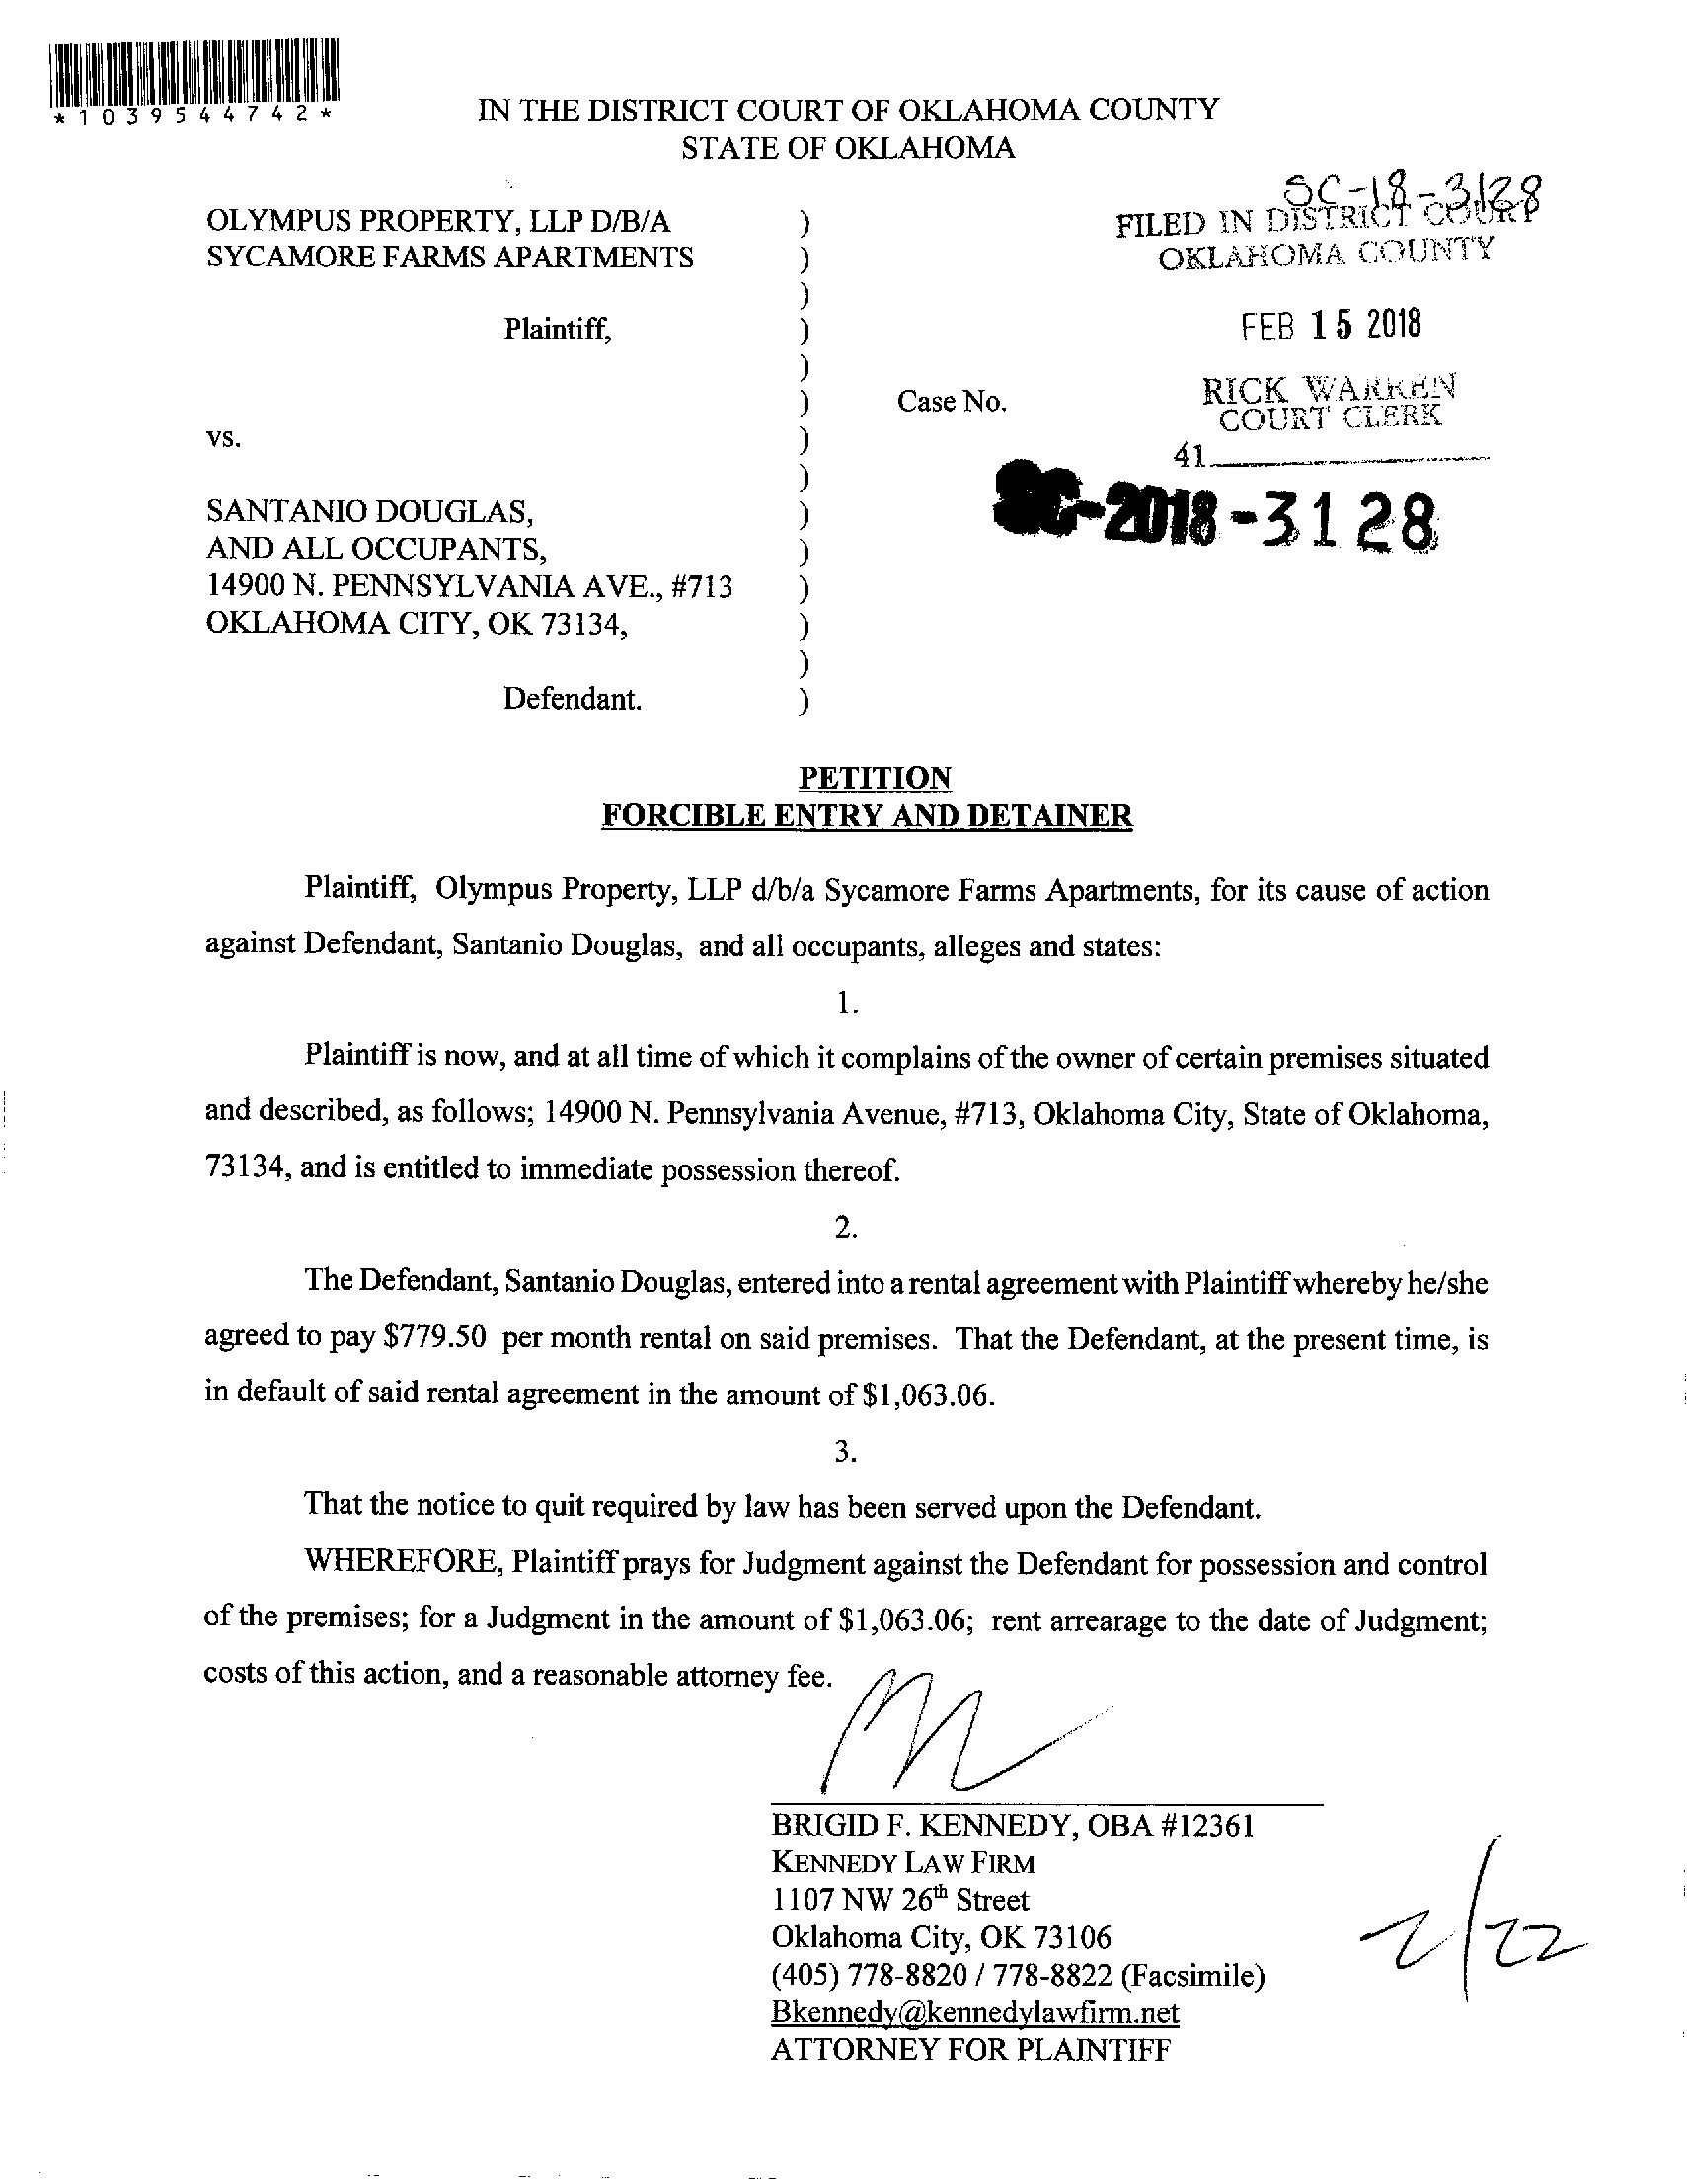 *1039544742*
IN THE DISTRICT COURT OF OKLAHOMA COUNTY
STATE OF OKLAHOMA
SC-18-3128
OLYMPUS PROPERTY, LLP D/B/A )
SYCAMORE FARMS APARTMENTS )
)
Plaintiff, )
)
)
vs. )
)
SANTANIO DOUGLAS, )
AND ALL OCCUPANTS, )
14900 N. PENNSYLVANIA AVE., #713 )
OKLAHOMA CITY, OK 73134, )
)
Defendant. )
FILED IN DISTRICT COURT
OKLAHOMA COUNTY
FEB 15 2018
RICK WARREN
COURT CLERK
41
Case No.
SC-2018-3128
PETITION
FORCIBLE ENTRY AND DETAINER
Plaintiff, Olympus Property, LLP d/b/a Sycamore Farms Apartments, for its cause of action
against Defendant, Santanio Douglas, and all occupants, alleges and states:
1.
Plaintiff is now, and at all time of which it complains of the owner of certain premises situated
and described, as follows; 14900 N. Pennsylvania Avenue, #713, Oklahoma City, State of Oklahoma,
73134, and is entitled to immediate possession thereof.
2.
The Defendant, Santanio Douglas, entered into a rental agreement with Plaintiff whereby he/she
agreed to pay $779.50 per month rental on said premises. That the Defendant, at the present time, is
in default of said rental agreement in the amount of $1,063.06.
3.
That the notice to quit required by law has been served upon the Defendant.
WHEREFORE, Plaintiff prays for Judgment against the Defendant for possession and control
of the premises; for a Judgment in the amount of $1,063.06; rent arrearage to the date of Judgment;
costs of this action, and a reasonable attorney fee.
BRIGID F. KENNEDY, OBA #12361
KENNEDY LAW FIRM
1107 NW 26th Street
Oklahoma City, OK 73106
(405) 778-8820 / 778-8822 (Facsimile)
Bkennedy@kennedylawfirm.net
ATTORNEY FOR PLAINTIFF
2/22